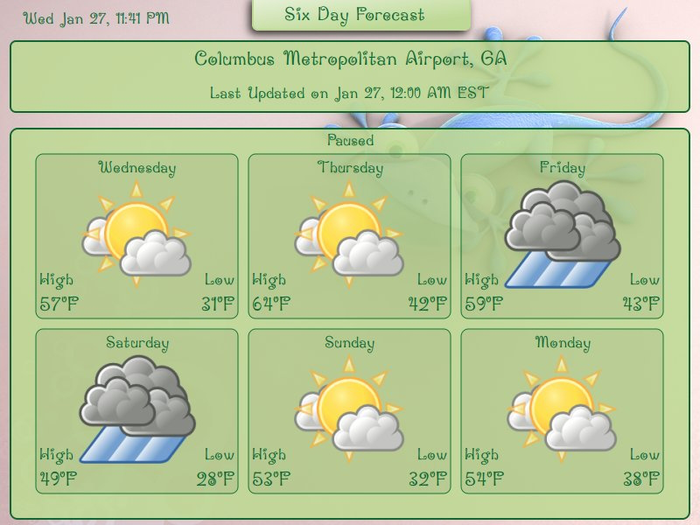 Wed Jan 27, 11:41 PM
Six Day Forecast
Columbus Metropolitan Airport, GA
Last Updated on Jan 27, 12:00 AM EST
Paused
Wednesday
High Low
57°F 31°F
Thursday
High Low
64°F 42°F
Friday
High Low
59°F 43°F
Saturday
High Low
49°F 28°F
Sunday
High Low
53°F 32°F
Monday
High Low
54°F 38°F